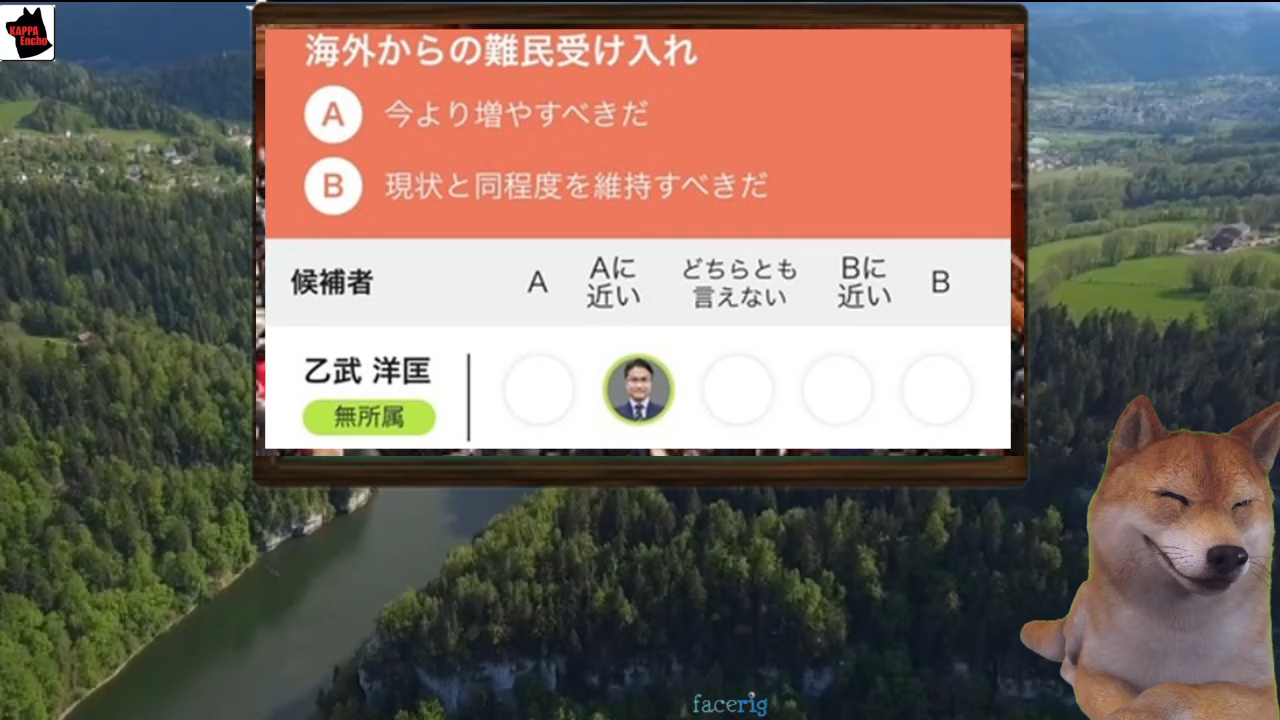 KAPPA
Encho
海外からの難民受け入れ
A 今より増やすべきだ
B 現状と同程度を維持すべきだ
候補者 A Aに近い どちらとも言えない Bに近い B
乙武 洋匡
無所属
facerig